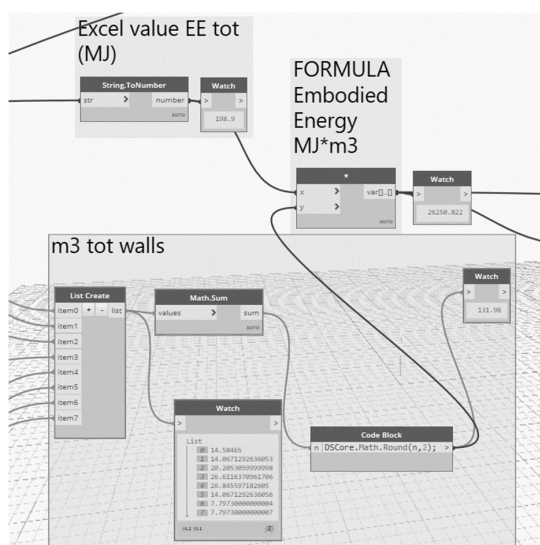 Excel value EE tot
(MJ)
String.ToNumber
str > number
AUTO
Watch
> >
198.9
FORMULA
Embodied
Energy
MJ*m3
*
x > var[]..[]
y >
AUTO
Watch
> >
26250.822
m3 tot walls
List Create
item0 + - list
item1
item2
item3
item4
item5
item6
item7
Math.Sum
values > sum
AUTO
Watch
> >
131.98
Watch
> >
List
0 14.58465
1 14.0671292636053
2 20.2053059999998
3 26.6116370961706
4 26.845597182605
5 14.0671292636056
6 7.79730000000004
7 7.79730000000007
@L2 @L1 {8}
Code Block
n DSCore.Math.Round(n,2); >